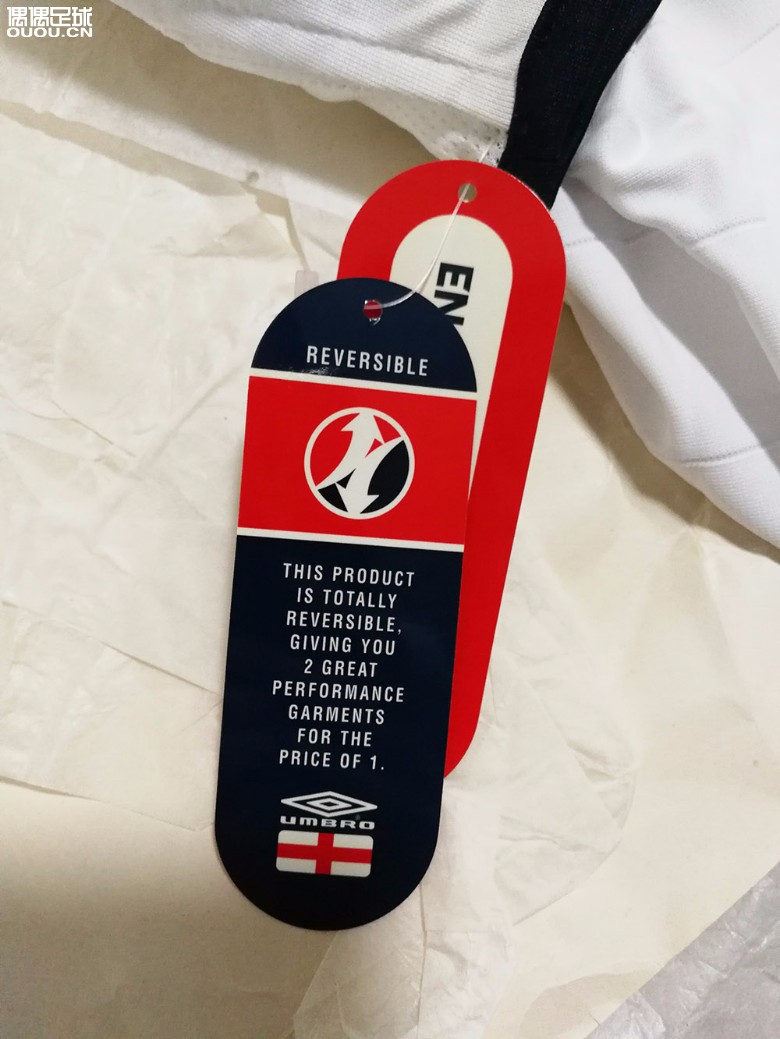 偶偶足球
OUOU.CN
EN
REVERSIBLE
THIS PRODUCT
IS TOTALLY
REVERSIBLE,
GIVING YOU
2 GREAT
PERFORMANCE
GARMENTS
FOR THE
PRICE OF 1.
UMBRO